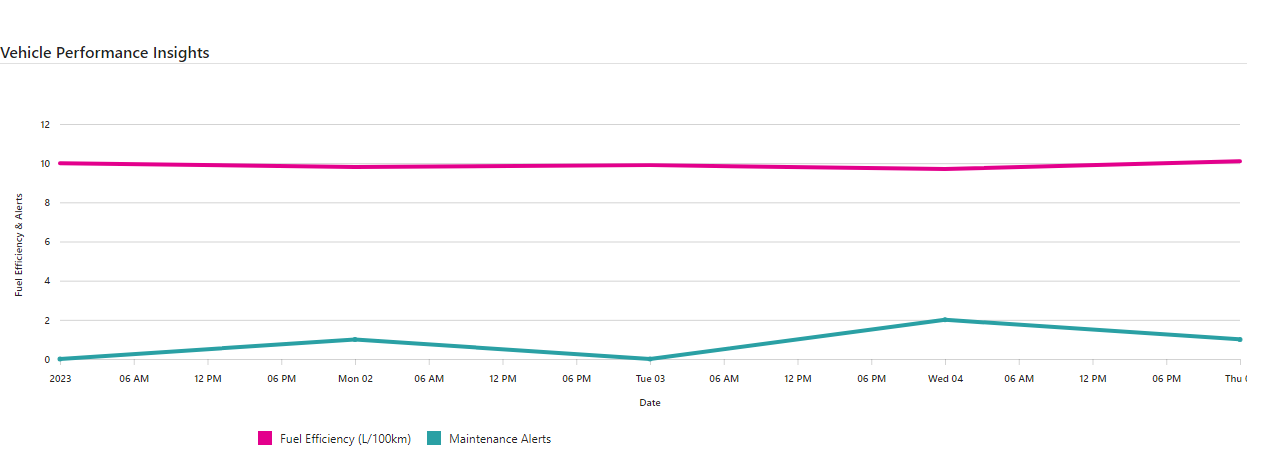 Vehicle Performance Insights
12
10
8
6
4
2
0
Fuel Efficiency & Alerts
2023 06 AM 12 PM 06 PM Mon 02 06 AM 12 PM 06 PM Tue 03 06 AM 12 PM 06 PM Wed 04 06 AM 12 PM 06 PM Thu
Date
Fuel Efficiency (L/100km) Maintenance Alerts